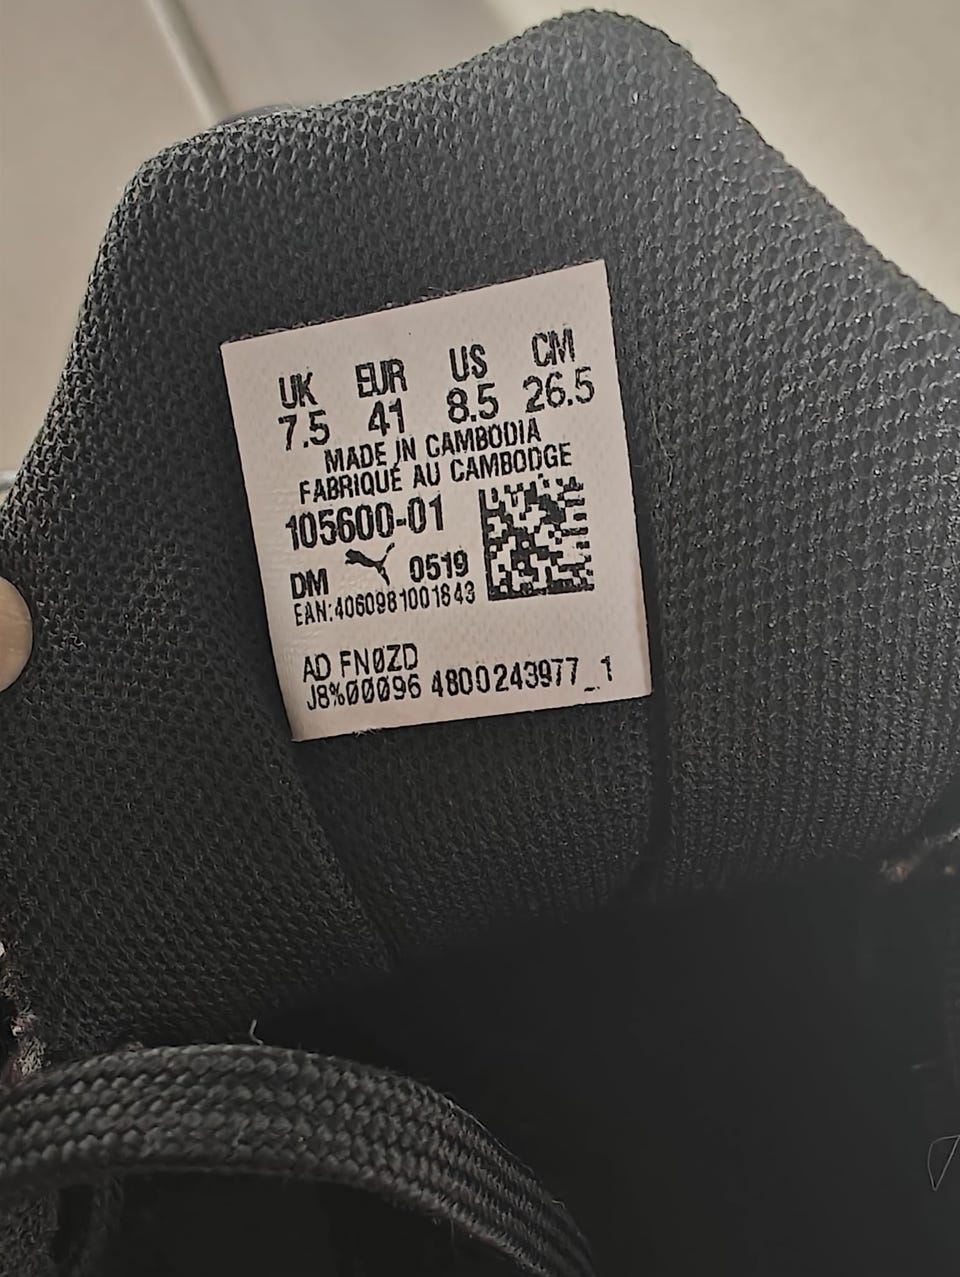 UK EUR US CM
7.5 41 8.5 26.5
MADE IN CAMBODIA
FABRIQUÉ AU CAMBODGE
105600-01
DM 0519
EAN:4060981001843
AD FN0ZD
J8%00096 4800243977_1